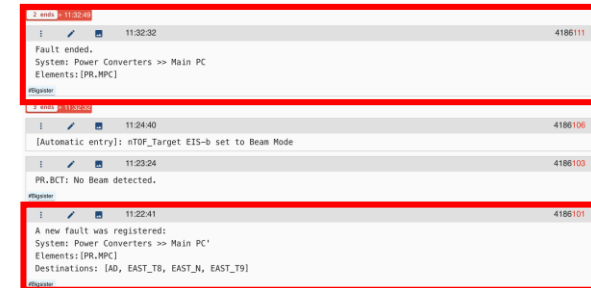 2 ends > 11:32:49
11:32:32 4186111
Fault ended.
System: Power Converters >> Main PC
Elements:[PR.MPC]
#Bigsister
2 ends > 11:32:32
11:24:40 4186106
[Automatic entry]: nTOF_Target EIS-b set to Beam Mode
11:23:24 4186103
PR.BCT: No Beam detected.
#Bigsister
11:22:41 4186101
A new fault was registered:
System: Power Converters >> Main PC'
Elements:[PR.MPC]
Destinations: [AD, EAST_T8, EAST_N, EAST_T9]
#Bigsister